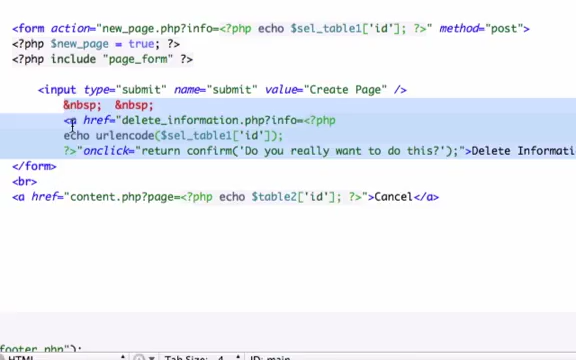 <form action="new_page.php?info=<?php echo $sel_table1['id']; ?>" method="post">
<?php $new_page = true; ?>
<?php include "page_form" ?>
<input type="submit" name="submit" value="Create Page" />
&nbsp; &nbsp;
<a href="delete_information.php?info=<?php
echo urlencode($sel_table1['id']);
?>"onclick="return confirm('Do you really want to do this?');">Delete Informati
</form>
<br>
<a href="content.php?page=<?php echo $table2['id']; ?>">Cancel</a>
footer.php");
HTML Tab Size: 4 ID: main